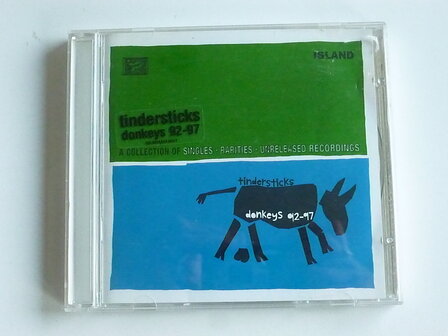 ISLAND
tindersticks
donkeys 92-97
A COLLECTION OF SINGLES - RARITIES - UNRELEASED RECORDINGS
tindersticks
donkeys 92-97